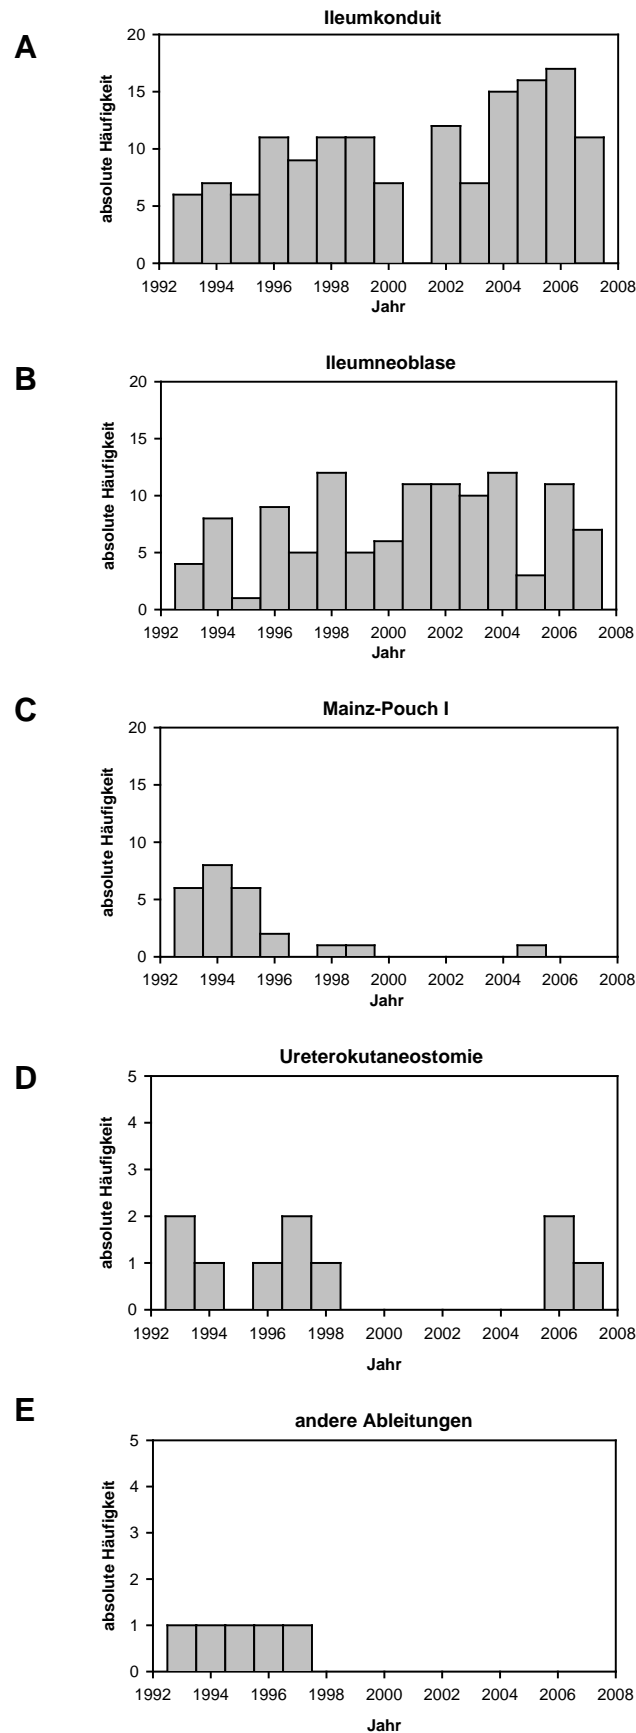 A
Ileumkonduit
absolute Häufigkeit
20
15
10
5
0
1992 1994 1996 1998 2000 2002 2004 2006 2008
Jahr
B
Ileumneoblase
absolute Häufigkeit
20
15
10
5
0
1992 1994 1996 1998 2000 2002 2004 2006 2008
Jahr
C
Mainz-Pouch I
absolute Häufigkeit
20
15
10
5
0
1992 1994 1996 1998 2000 2002 2004 2006 2008
Jahr
D
Ureterokutaneostomie
absolute Häufigkeit
5
4
3
2
1
0
1992 1994 1996 1998 2000 2002 2004 2006 2008
Jahr
E
andere Ableitungen
absolute Häufigkeit
5
4
3
2
1
0
1992 1994 1996 1998 2000 2002 2004 2006 2008
Jahr